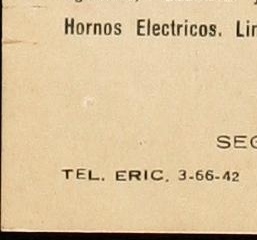 Hornos Electricos. Lin
SEG
TEL. ERIC. 3-66-42